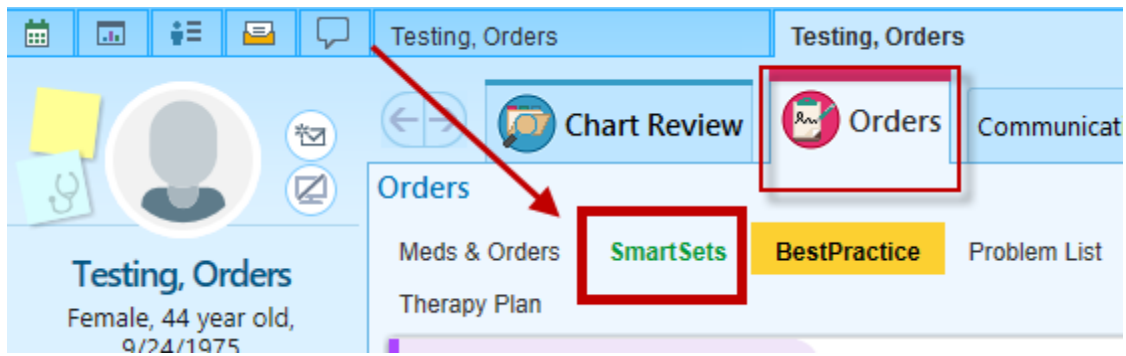 Testing, Orders
Testing, Orders
Chart Review
Orders
Communicat
Orders
Meds & Orders
SmartSets
BestPractice
Problem List
Therapy Plan
Testing, Orders
Female, 44 year old,
9/24/1975